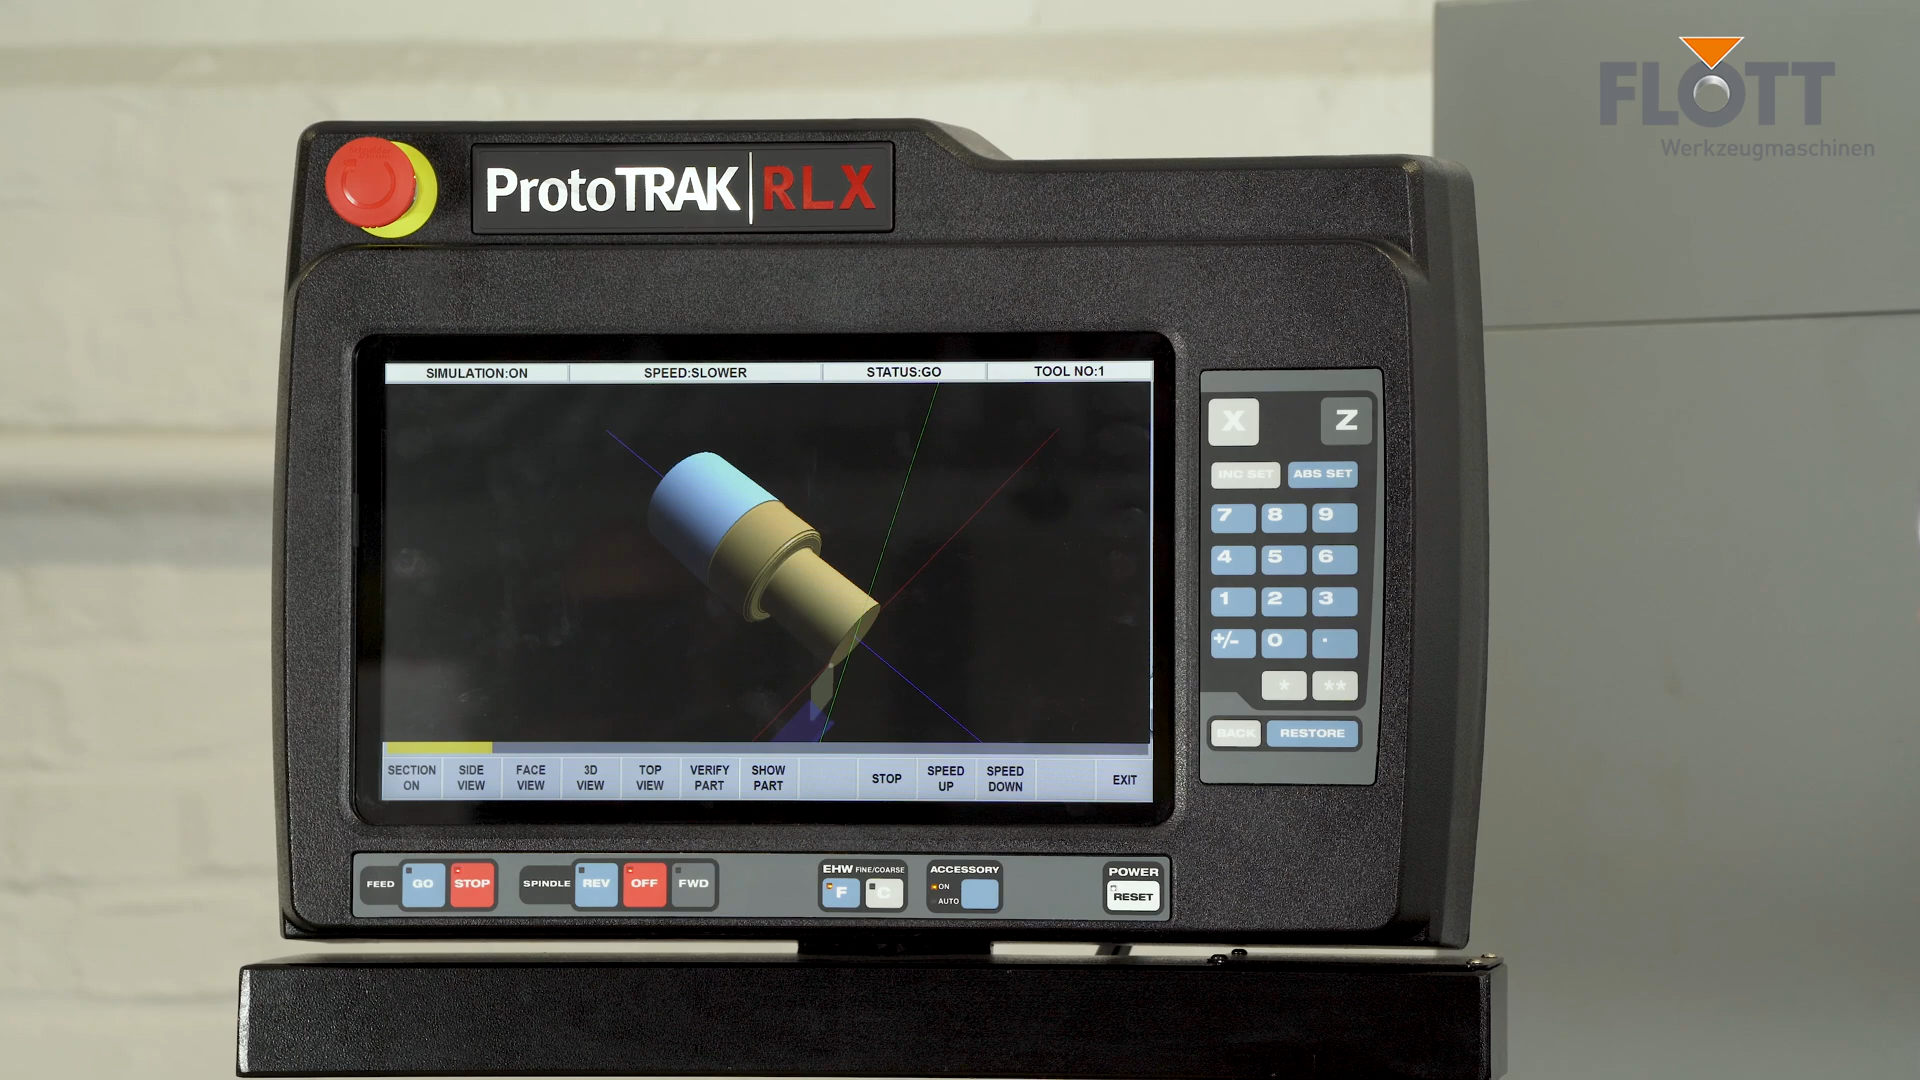 FLOTT
Werkzeugmaschinen
ProtoTRAK RLX
SIMULATION:ON SPEED:SLOWER STATUS:GO TOOL NO:1
X Z
INC SET ABS SET
7 8 9
4 5 6
1 2 3
+/- 0 .
* **
BACK RESTORE
SECTION ON
SIDE VIEW
FACE VIEW
3D VIEW
TOP VIEW
VERIFY PART
SHOW PART
STOP
SPEED UP
SPEED DOWN
EXIT
FEED GO STOP
SPINDLE REV OFF FWD
EHW FINE/COARSE
F C
ACCESSORY
ON
AUTO
POWER
RESET